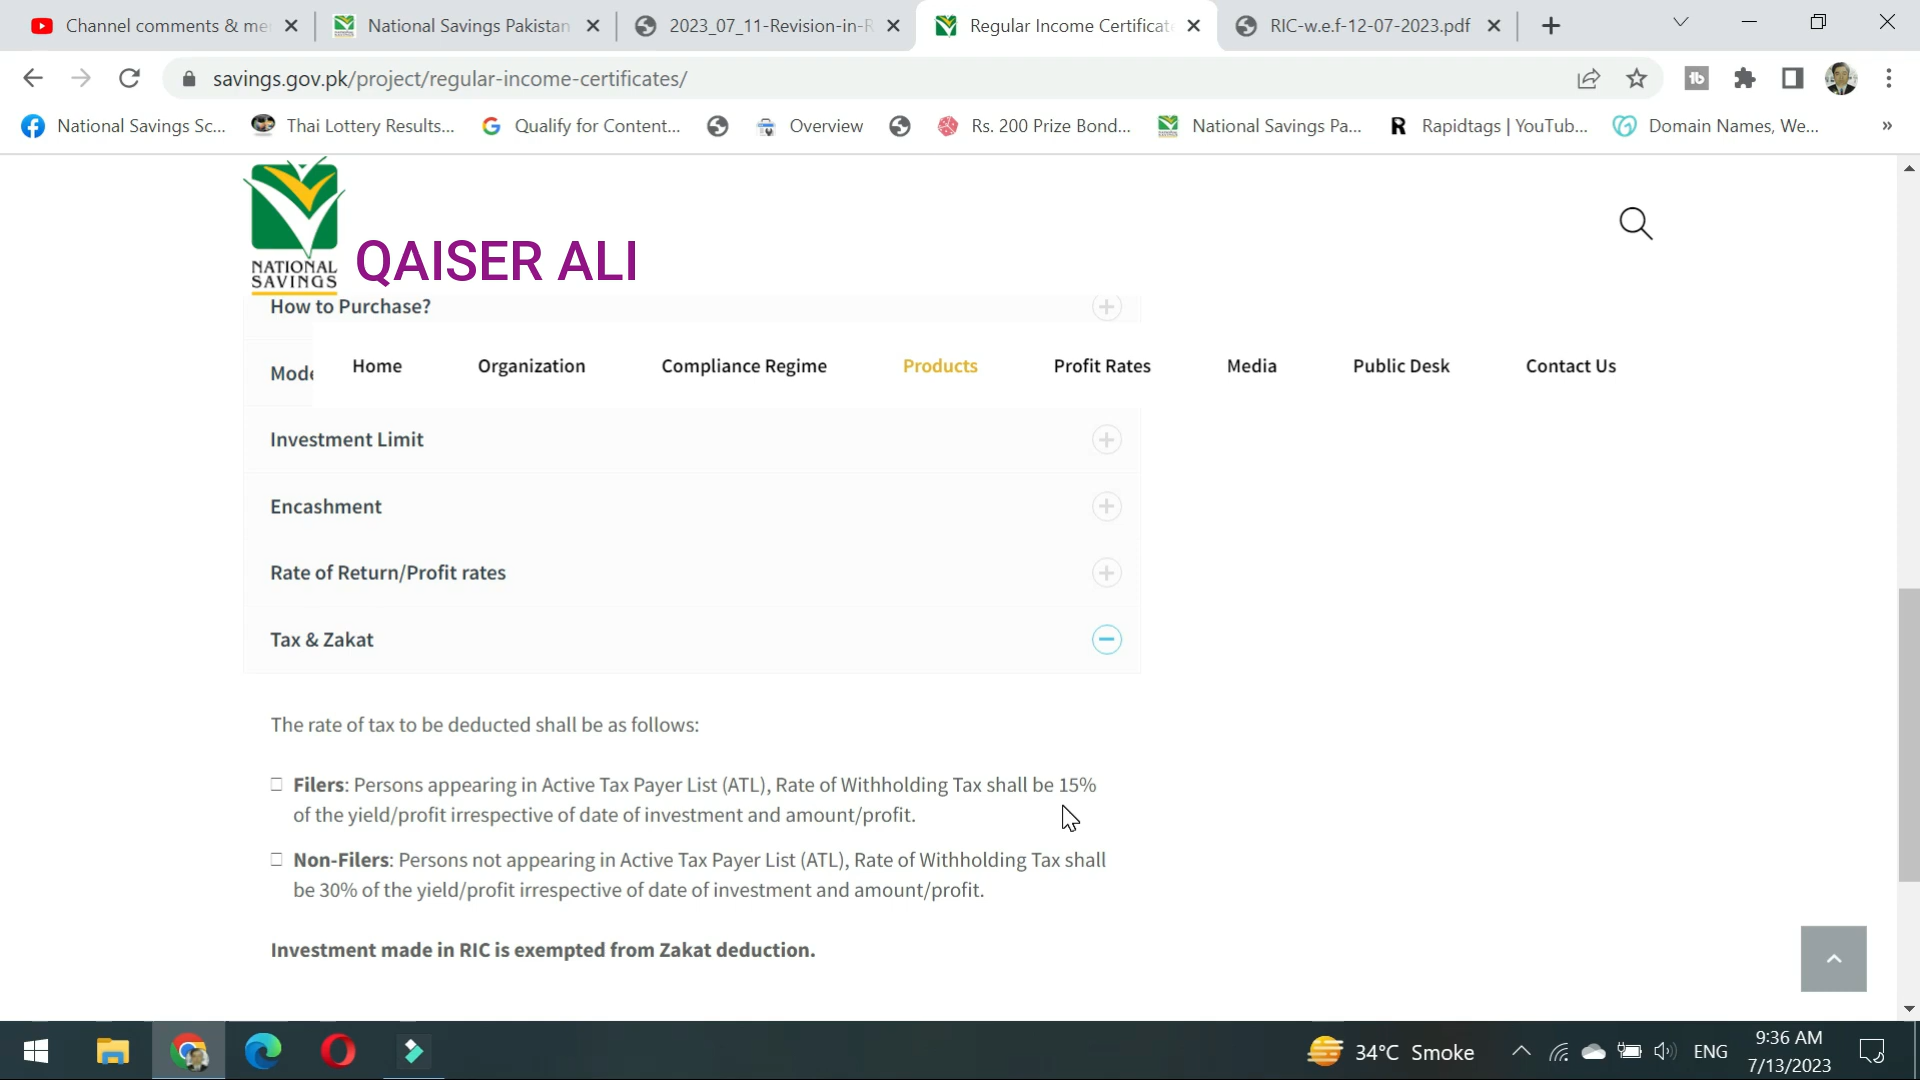 Channel comments & me
National Savings Pakistan
2023_07_11-Revision-in-R
Regular Income Certificat
RIC-w.e.f-12-07-2023.pdf
savings.gov.pk/project/regular-income-certificates/
National Savings Sc...
Thai Lottery Results...
Qualify for Content...
Overview
Rs. 200 Prize Bond...
National Savings Pa...
Rapidtags | YouTub...
Domain Names, We...
NATIONAL
SAVINGS
QAISER ALI
How to Purchase?
Mode
Home
Organization
Compliance Regime
Products
Profit Rates
Media
Public Desk
Contact Us
Investment Limit
Encashment
Rate of Return/Profit rates
Tax & Zakat
The rate of tax to be deducted shall be as follows:
Filers: Persons appearing in Active Tax Payer List (ATL), Rate of Withholding Tax shall be 15%
of the yield/profit irrespective of date of investment and amount/profit.
Non-Filers: Persons not appearing in Active Tax Payer List (ATL), Rate of Withholding Tax shall
be 30% of the yield/profit irrespective of date of investment and amount/profit.
Investment made in RIC is exempted from Zakat deduction.
34°C Smoke
ENG
9:36 AM
7/13/2023